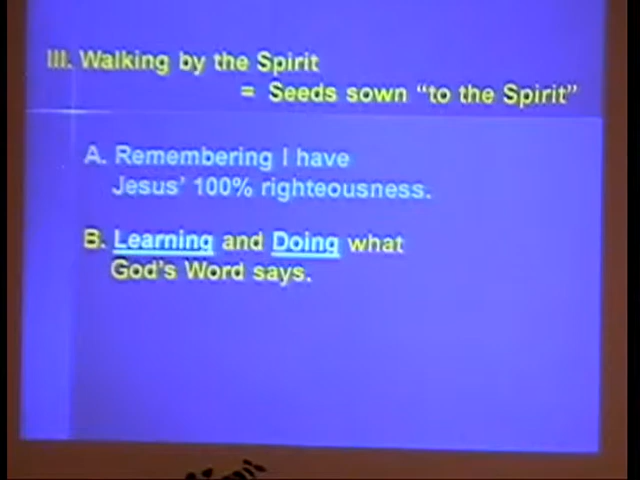 III. Walking by the Spirit
= Seeds sown “to the Spirit”
A. Remembering I have
Jesus’ 100% righteousness.
B. Learning and Doing what
God’s Word says.